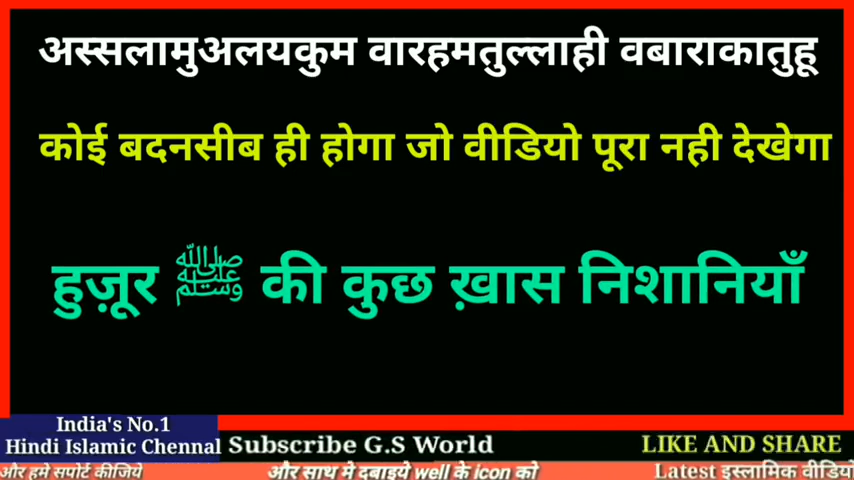 अस्सलामुअलयकुम वारहमतुल्लाही वबाराकातुहू
कोई बदनसीब ही होगा जो वीडियो पूरा नही देखेगा
हुज़ूर ﷺ की कुछ ख़ास निशानियाँ
India's No.1
Hindi Islamic Chennal
Subscribe G.S World
LIKE AND SHARE
और हमे सपोर्ट कीजिये
और साथ मे दबाइये well के icon को
Latest इस्लामिक वीडियो